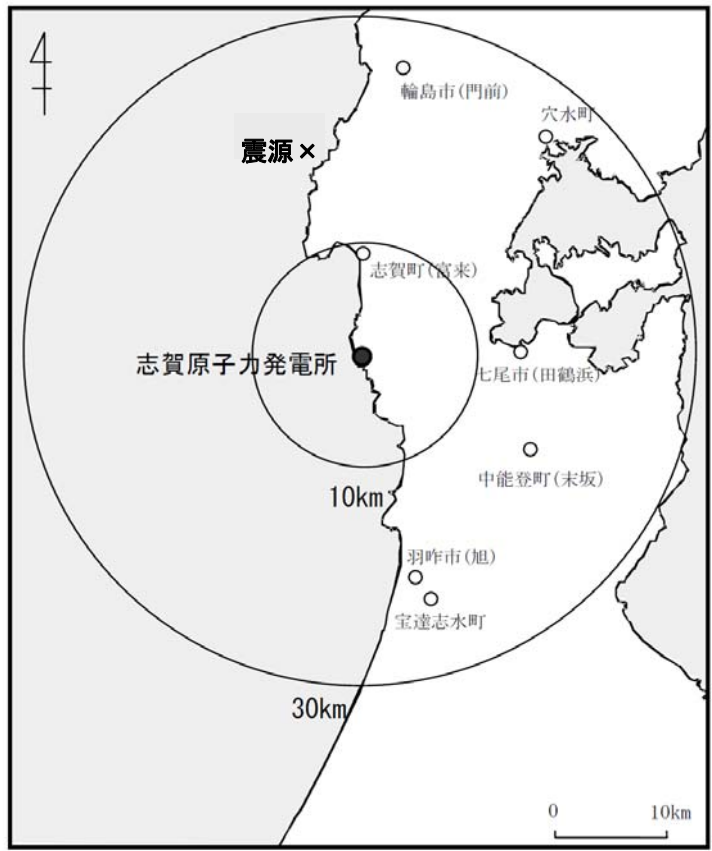 輪島市(門前)
穴水町
震源×
志賀町(富来)
志賀原子力発電所
七尾市(田鶴浜)
中能登町(末坂)
10km
羽咋市(旭)
宝達志水町
30km
0 10km